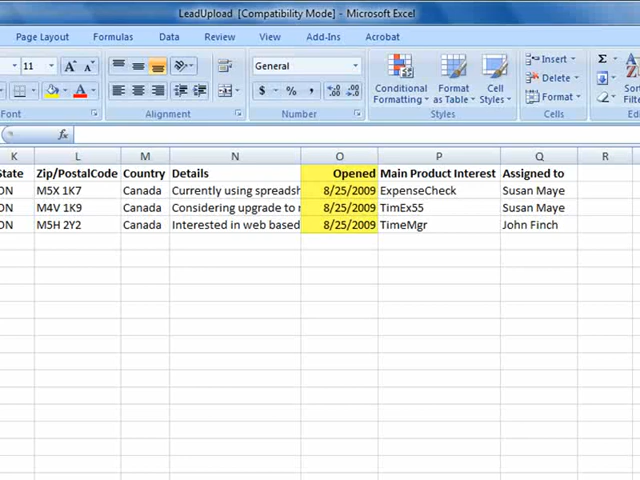 LeadUpload [Compatibility Mode] - Microsoft Excel
Page Layout Formulas Data Review View Add-Ins Acrobat
11 A A General Conditional Formatting Format as Table Cell Styles Insert Σ
$ % , .0 .00 .00 .0 Delete
Format
Font Alignment Number Styles Cells
fx
K L M N O P Q R
State Zip/PostalCode Country Details Opened Main Product Interest Assigned to
ON M5X 1K7 Canada Currently using spreadsh 8/25/2009 ExpenseCheck Susan Maye
ON M4V 1K9 Canada Considering upgrade to 8/25/2009 TimEx55 Susan Maye
ON M5H 2Y2 Canada Interested in web based 8/25/2009 TimeMgr John Finch